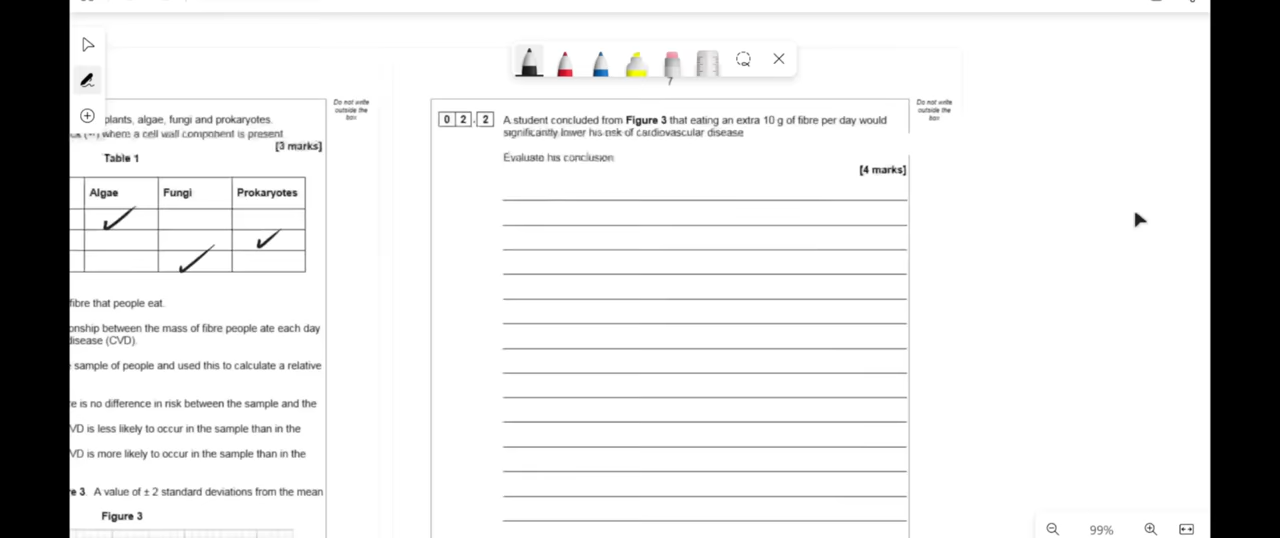 7
Do not write
outside the
box
plants, algae, fungi and prokaryotes.
where a cell wall component is present
[3 marks]
Table 1
Algae Fungi Prokaryotes
fibre that people eat.
onship between the mass of fibre people ate each day
disease (CVD).
sample of people and used this to calculate a relative
re is no difference in risk between the sample and the
VD is less likely to occur in the sample than in the
VD is more likely to occur in the sample than in the
re 3. A value of ± 2 standard deviations from the mean
Figure 3
Do not write
outside the
box
0 2 . 2 A student concluded from Figure 3 that eating an extra 10 g of fibre per day would
significantly lower his risk of cardiovascular disease
Evaluate his conclusion
[4 marks]
99%